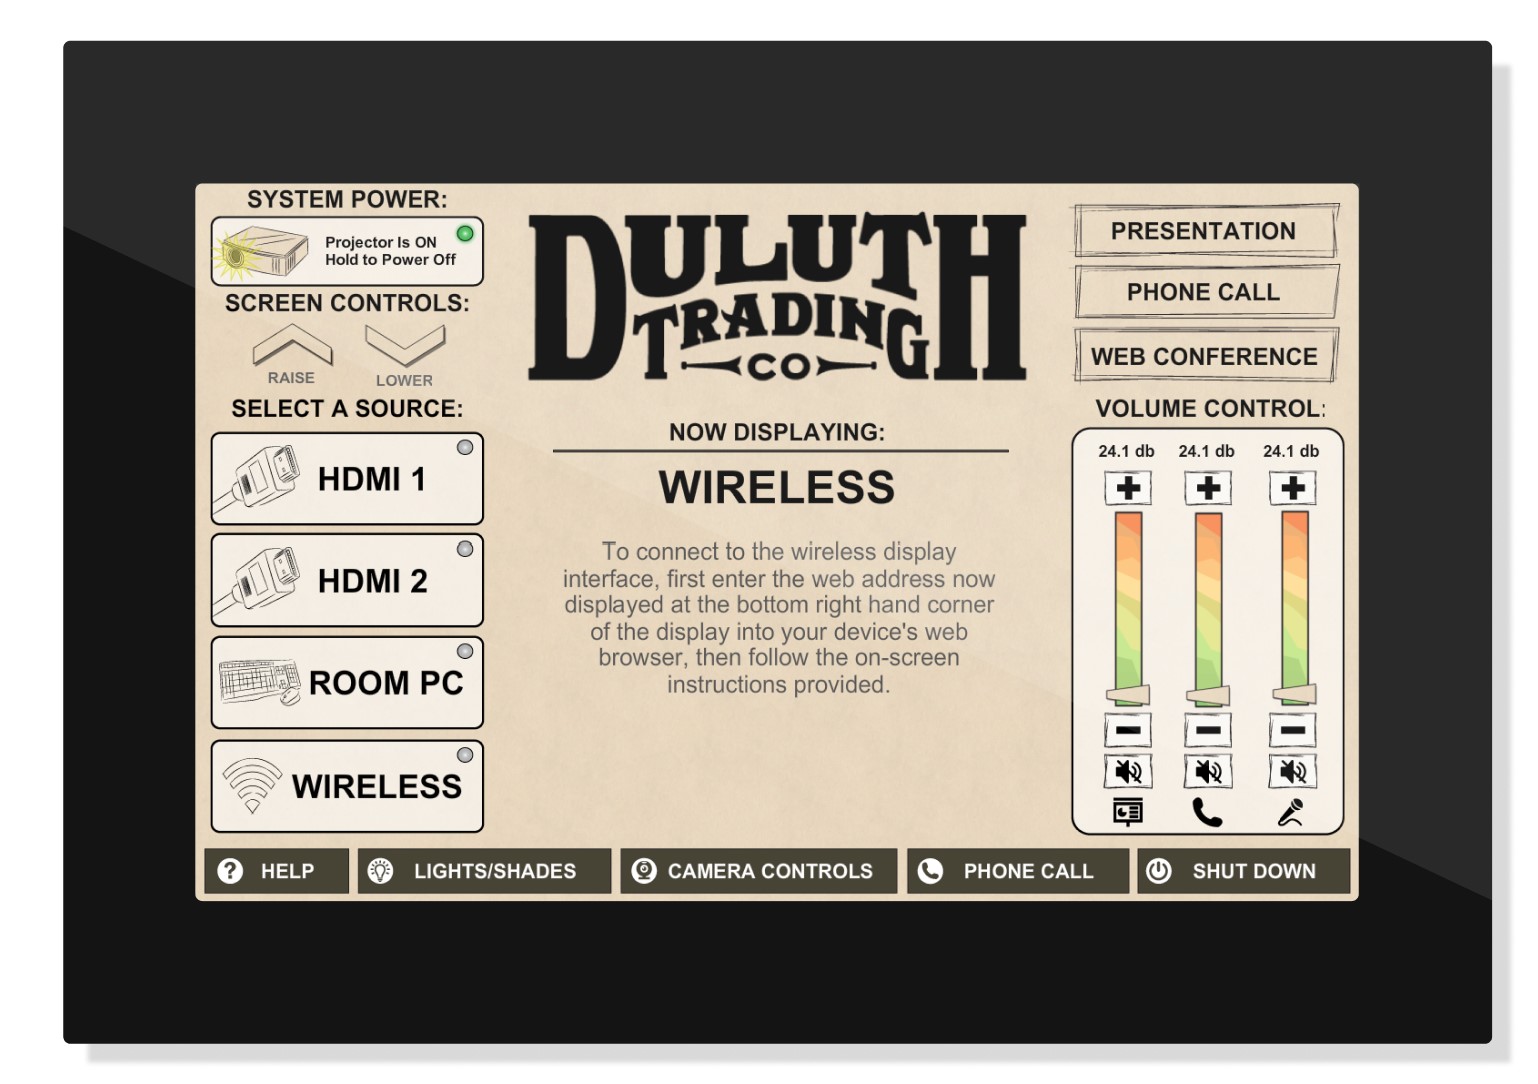 SYSTEM POWER:
Projector Is ON
Hold to Power Off
SCREEN CONTROLS:
RAISE
LOWER
SELECT A SOURCE:
HDMI 1
HDMI 2
ROOM PC
WIRELESS
DULUTH
TRADING
CO
NOW DISPLAYING:
WIRELESS
To connect to the wireless display
interface, first enter the web address now
displayed at the bottom right hand corner
of the display into your device's web
browser, then follow the on-screen
instructions provided.
PRESENTATION
PHONE CALL
WEB CONFERENCE
VOLUME CONTROL:
24.1 db 24.1 db 24.1 db
HELP
LIGHTS/SHADES
CAMERA CONTROLS
PHONE CALL
SHUT DOWN